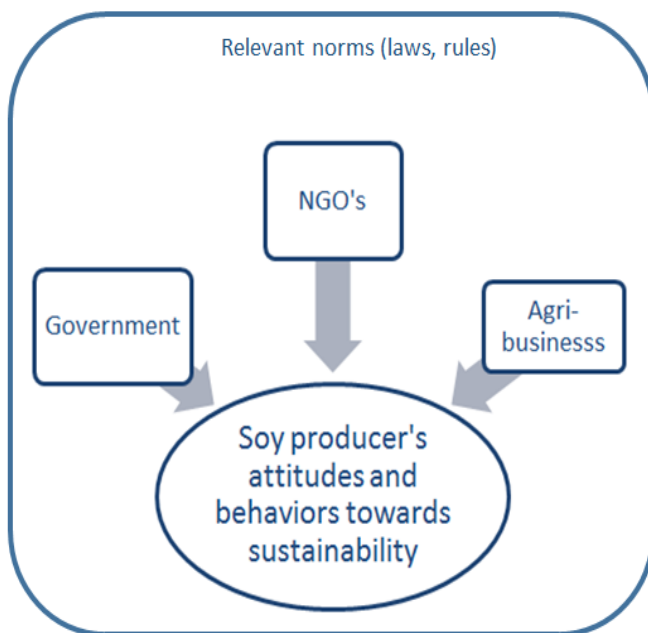 Relevant norms (laws, rules)
NGO's
Government
Agri-
businesss
Soy producer's
attitudes and
behaviors towards
sustainability